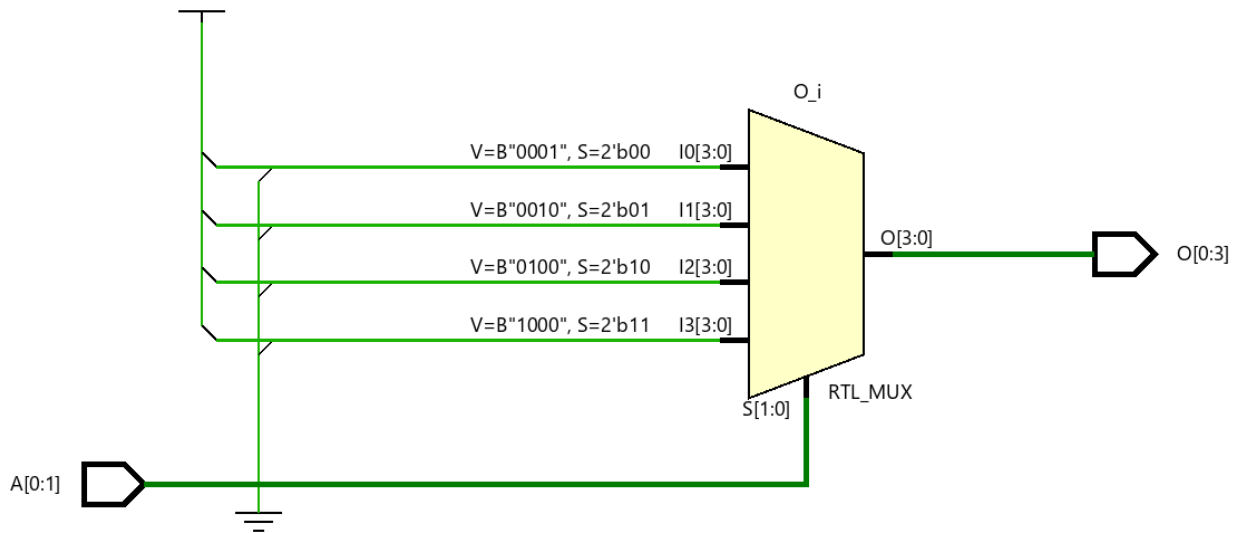 O_i
V=B"0001", S=2'b00 I0[3:0]
V=B"0010", S=2'b01 I1[3:0]
O[3:0]
O[0:3]
V=B"0100", S=2'b10 I2[3:0]
V=B"1000", S=2'b11 I3[3:0]
RTL_MUX
S[1:0]
A[0:1]